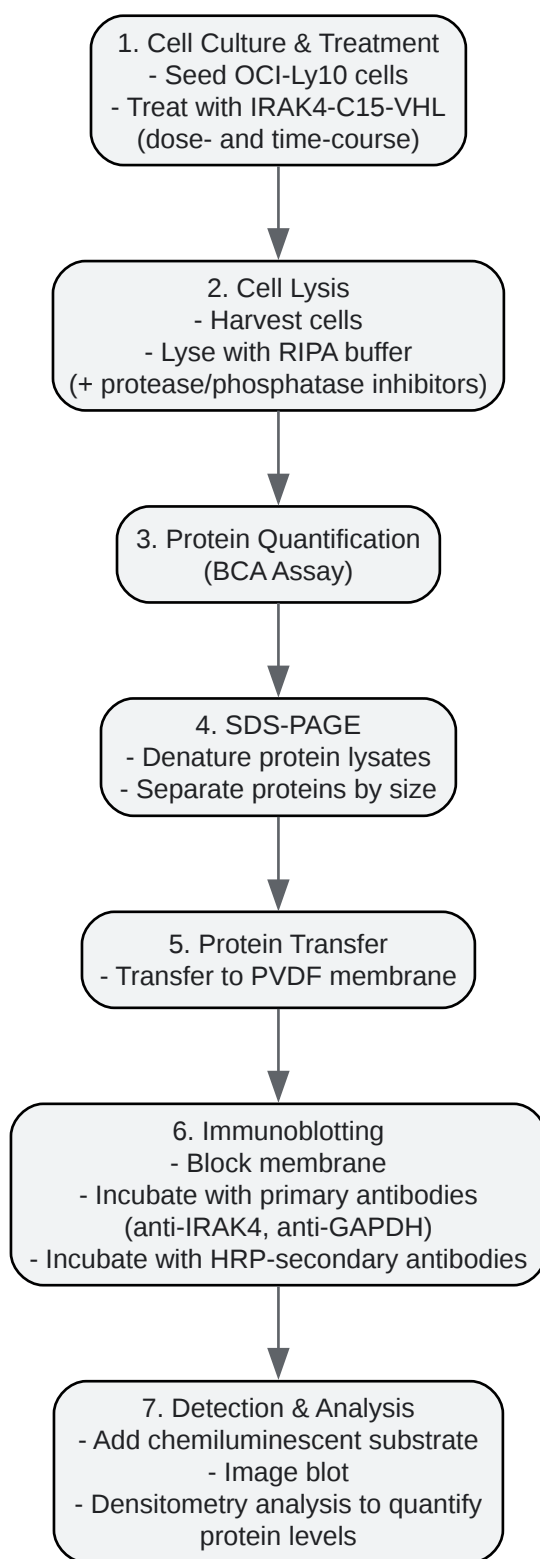 1. Cell Culture & Treatment
- Seed OCI-Ly10 cells
- Treat with IRAK4-C15-VHL
(dose- and time-course)
2. Cell Lysis
- Harvest cells
- Lyse with RIPA buffer
(+ protease/phosphatase inhibitors)
3. Protein Quantification
(BCA Assay)
4. SDS-PAGE
- Denature protein lysates
- Separate proteins by size
5. Protein Transfer
- Transfer to PVDF membrane
6. Immunoblotting
- Block membrane
- Incubate with primary antibodies
(anti-IRAK4, anti-GAPDH)
- Incubate with HRP-secondary antibodies
7. Detection & Analysis
- Add chemiluminescent substrate
- Image blot
- Densitometry analysis to quantify
protein levels